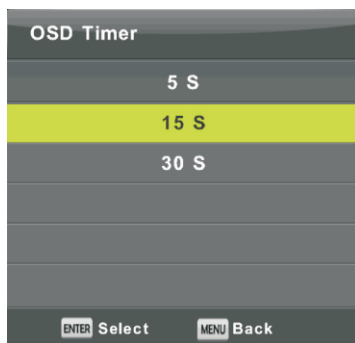 OSD Timer
5 S
15 S
30 S
ENTER Select MENU Back